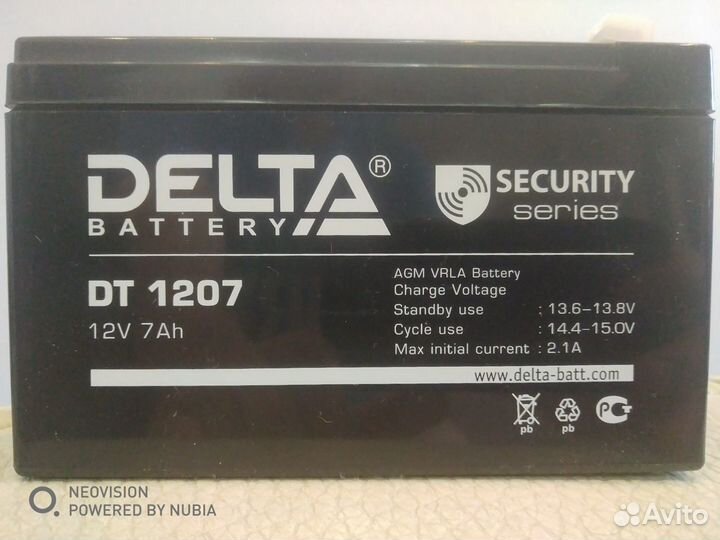 DELTA®
BATTERY
SECURITY
series
DT 1207
12V 7Ah
AGM VRLA Battery
Charge Voltage
Standby use : 13.6–13.8V
Cycle use : 14.4–15.0V
Max initial current : 2.1A
www.delta-batt.com
pb
pb
РСТ
NEOVISION
POWERED BY NUBIA
Avito